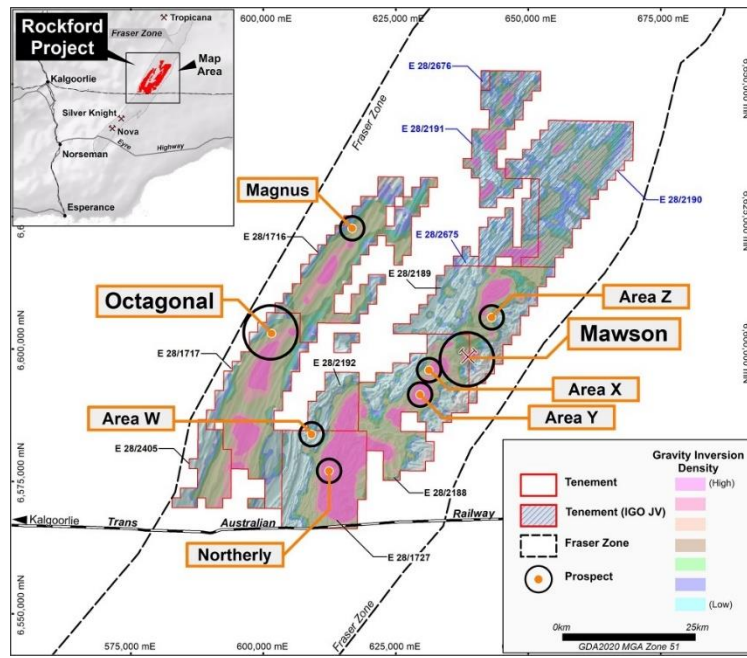 600,000 mE
625,000 mE
650,000 mE
675,000 mE
Tropicana
Fraser Zone
Rockford
Project
Map
Area
Kalgoorlie
Silver Knight
Nova
Eyre
Highway
Norseman
Esperance
Fraser Zone
E 28/2676
E 28/2191
E 28/2190
Magnus
E 28/1716
E 28/2675
E 28/2189
Octagonal
Area Z
Mawson
6,600,000 mN
E 28/1717
E 28/2192
Area X
Area W
Area Y
E 28/2405
6,575,000 mN
E 28/2188
Kalgoorlie
Trans
Australian
Railway
Northerly
E 28/1727
6,550,000 mN
Fraser Zone
Gravity Inversion
Density
Tenement
(High)
Tenement (IGO JV)
Fraser Zone
Prospect
(Low)
0km
25km
GDA2020 MGA Zone 51
575,000 mE
600,000 mE
625,000 mE